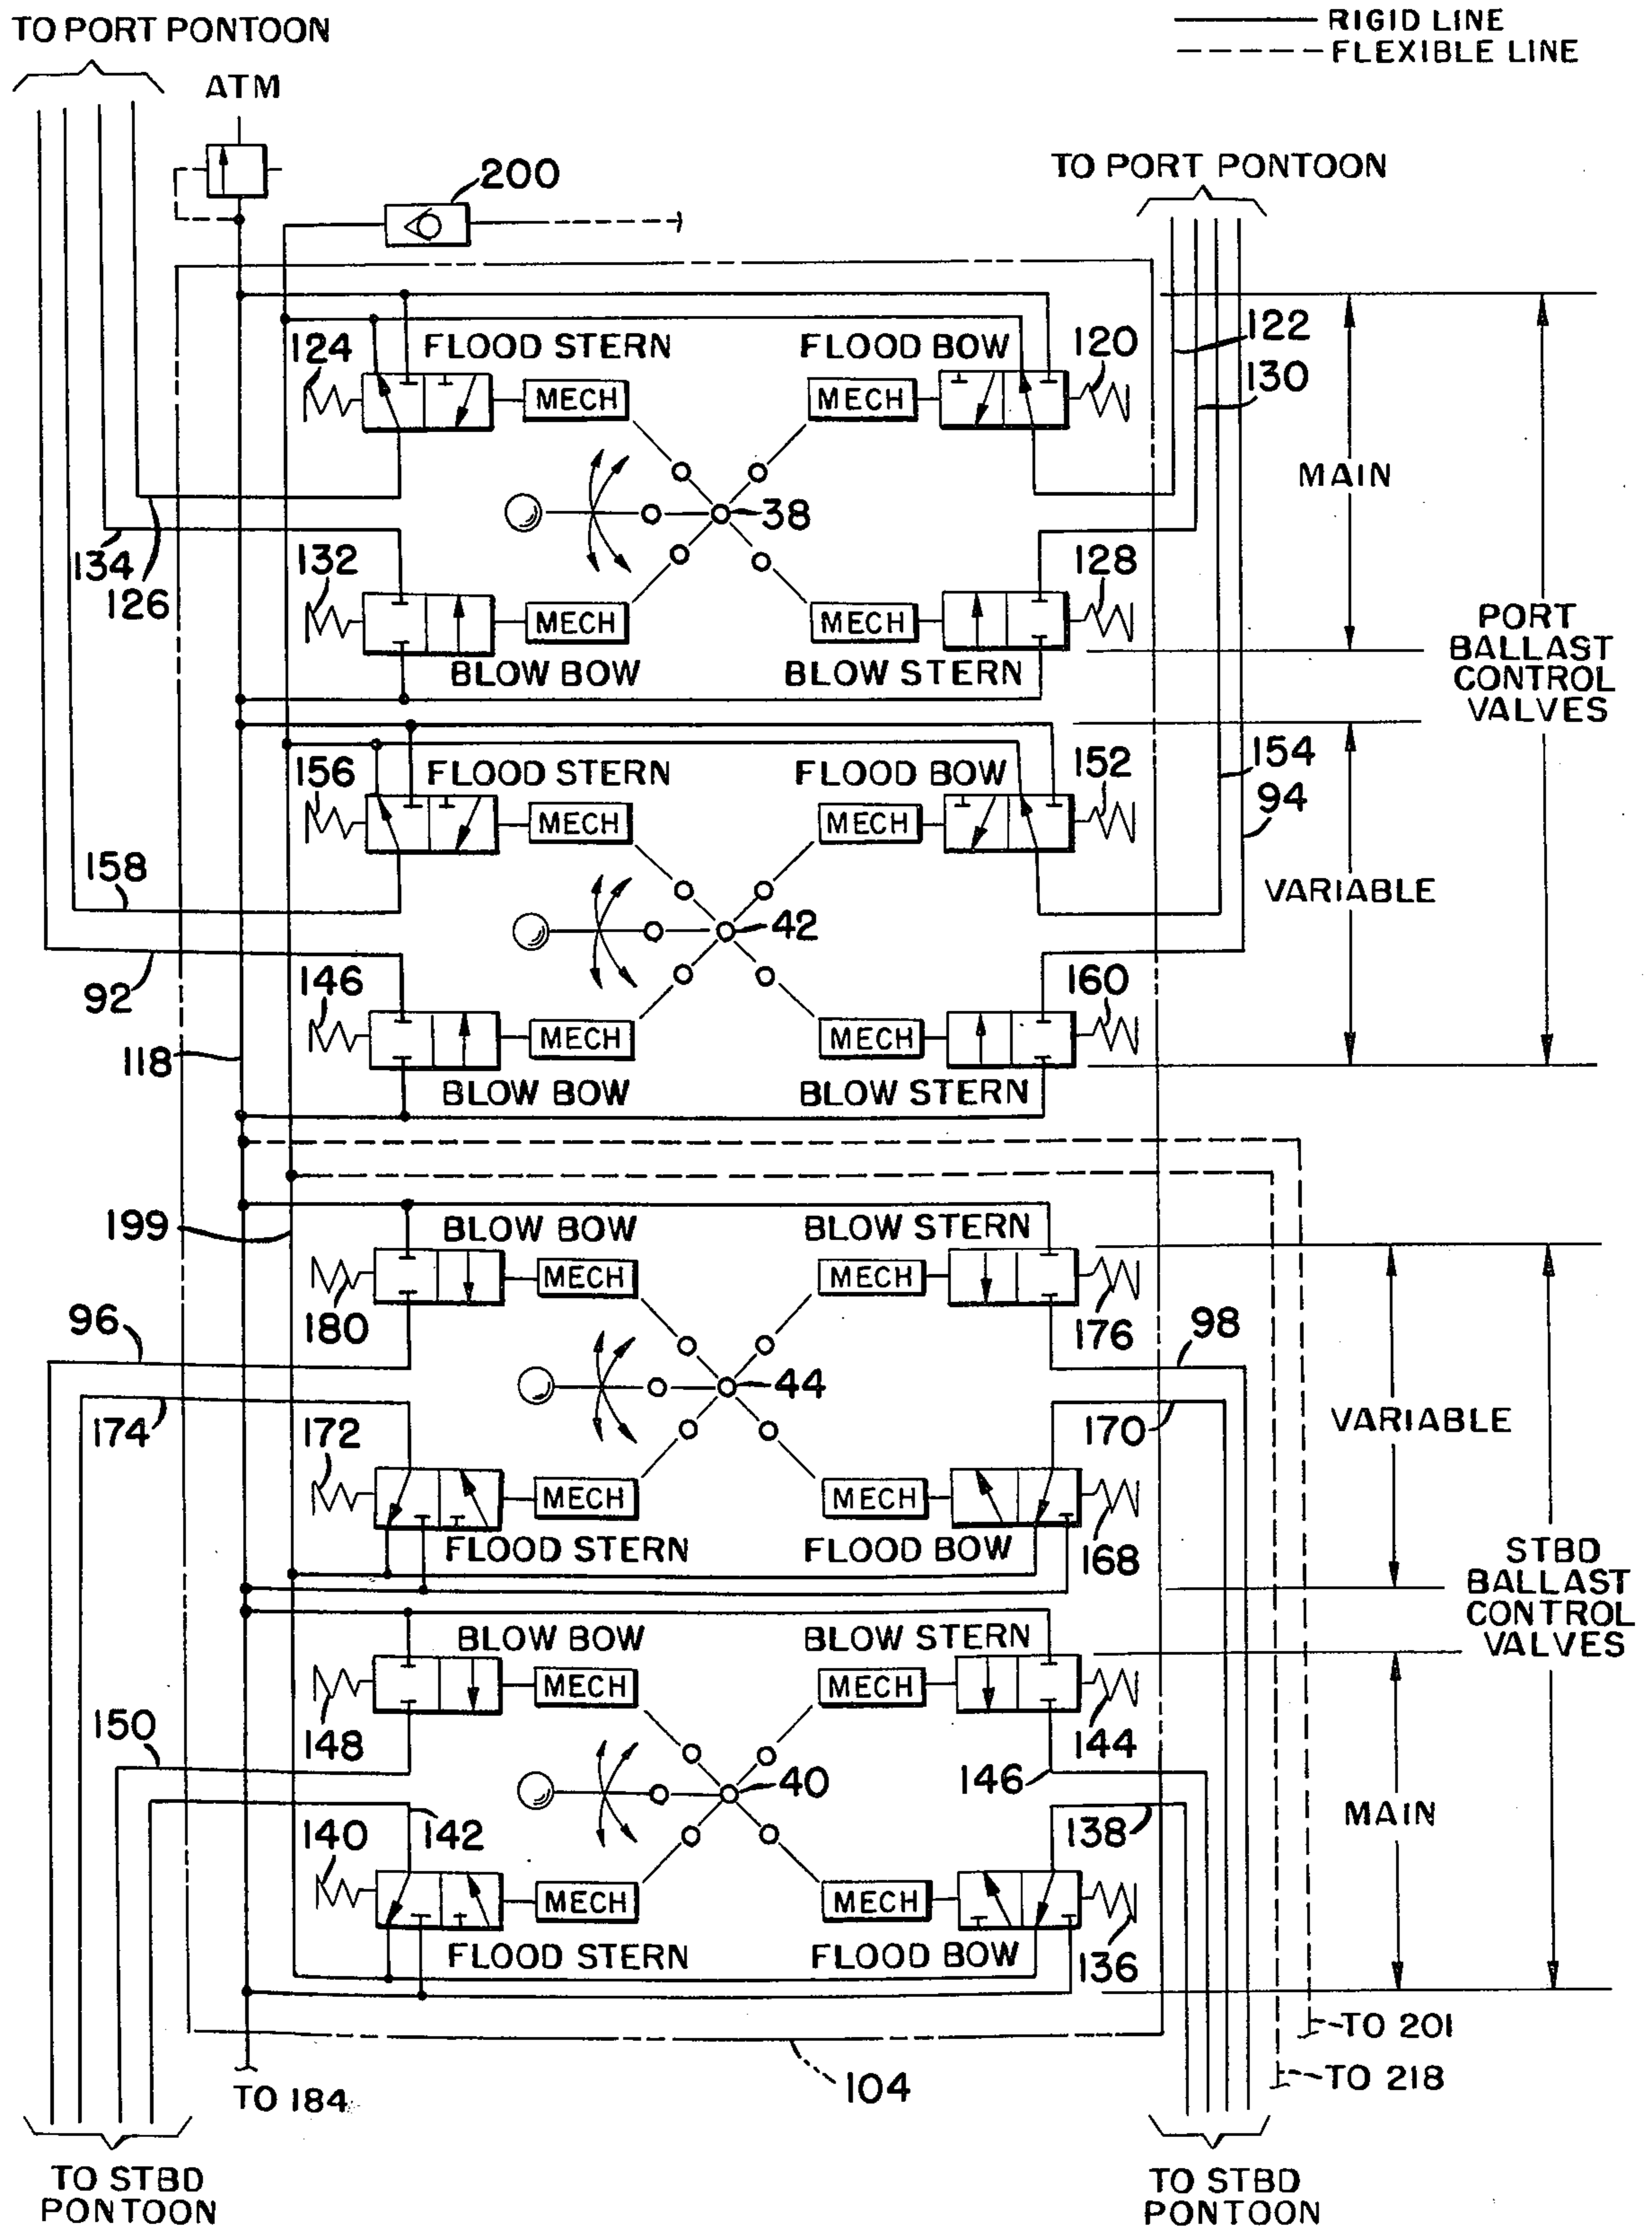 TO PORT PONTOON
RIGID LINE
FLEXIBLE LINE
ATM
200
TO PORT PONTOON
124
FLOOD STERN
FLOOD BOW
120
122
130
MECH
MECH
MAIN
38
134
126
132
128
MECH
MECH
BLOW BOW
BLOW STERN
PORT
BALLAST
CONTROL
VALVES
156
FLOOD STERN
FLOOD BOW
152
154
94
MECH
MECH
158
VARIABLE
42
92
146
160
MECH
MECH
118
BLOW BOW
BLOW STERN
199
BLOW BOW
BLOW STERN
MECH
MECH
96
180
176
98
44
174
172
170
VARIABLE
MECH
MECH
FLOOD STERN
FLOOD BOW
168
STBD
BALLAST
CONTROL
VALVES
BLOW BOW
BLOW STERN
MECH
MECH
150
148
144
146
40
140
142
138
MAIN
MECH
MECH
FLOOD STERN
FLOOD BOW
136
TO 201
TO 218
TO 184
104
TO STBD
PONTOON
TO STBD
PONTOON